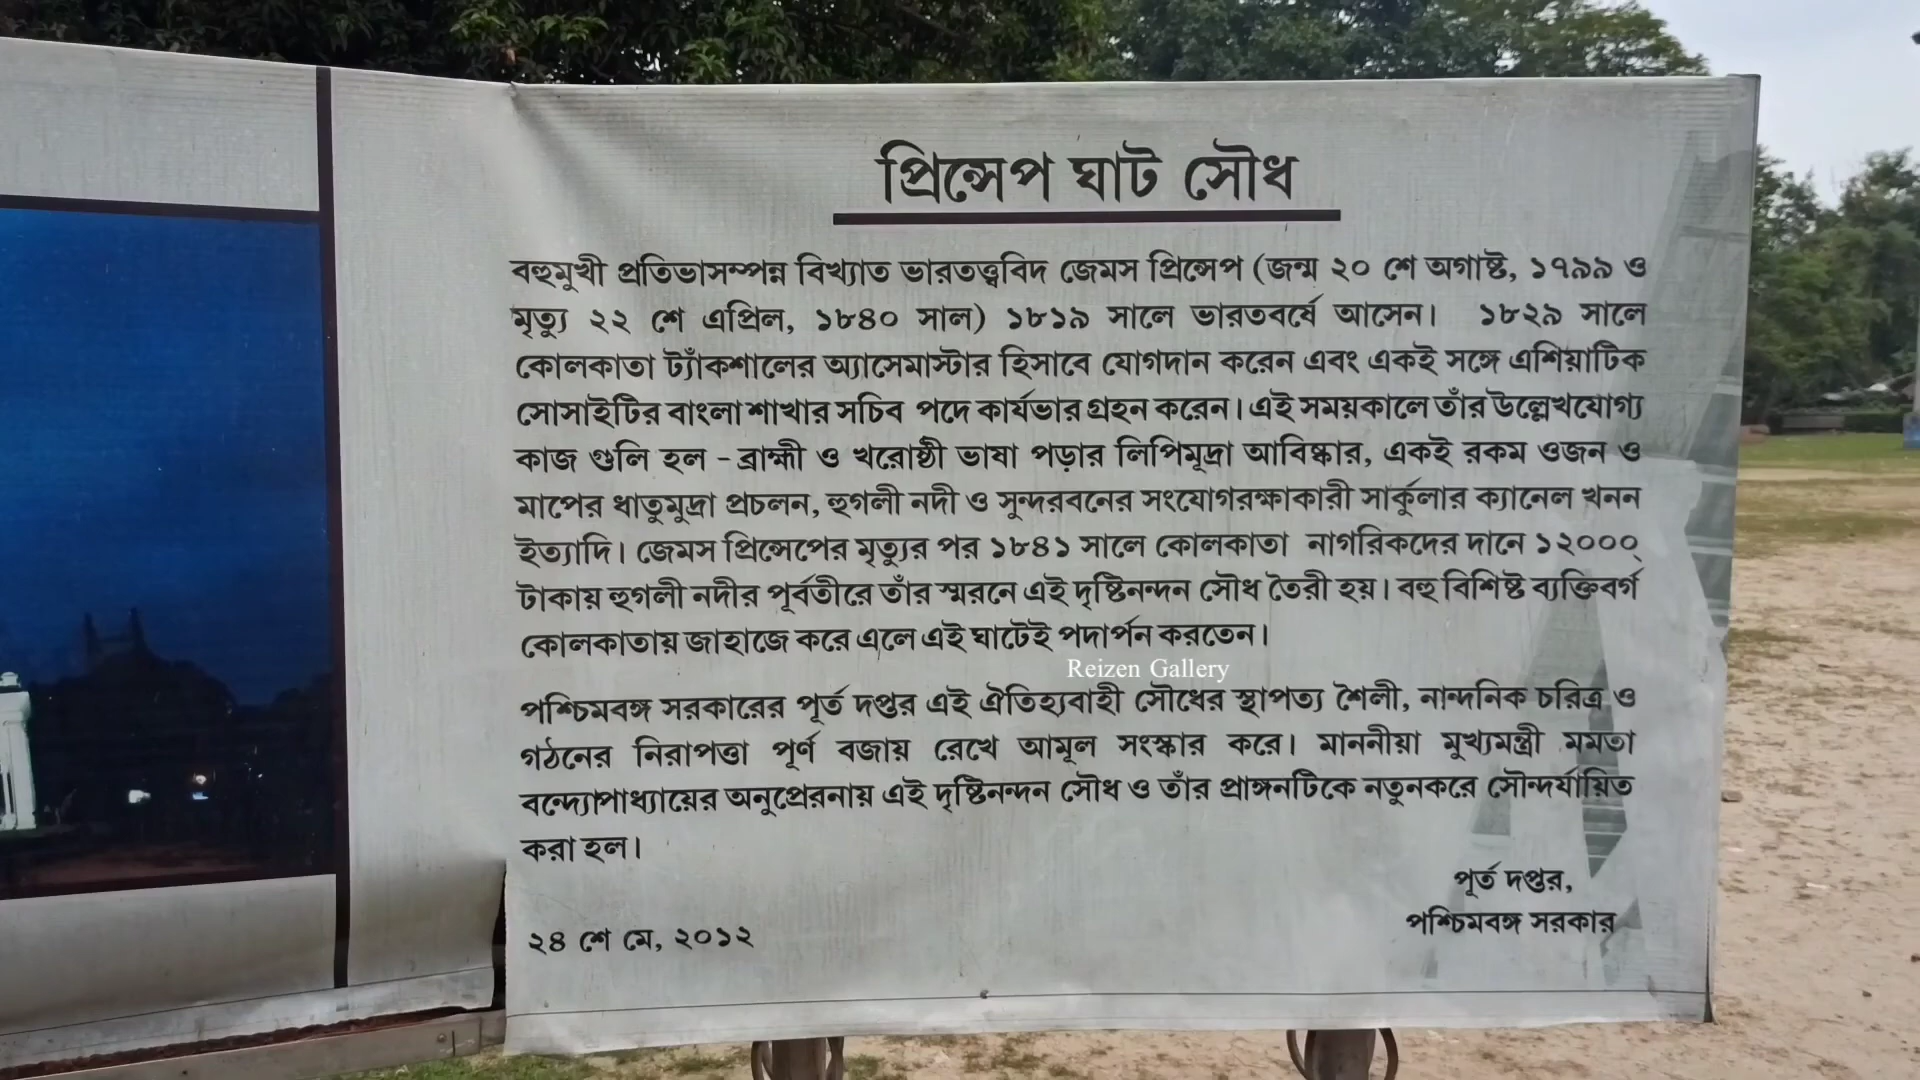 প্রিন্সেপ ঘাট সৌধ
বহুমুখী প্রতিভাসম্পন্ন বিখ্যাত ভারতত্ত্ববিদ জেমস প্রিন্সেপ (জন্ম ২০ শে অগাষ্ট, ১৭৯৯ ও
মৃত্যু ২২ শে এপ্রিল, ১৮৪০ সাল) ১৮১৯ সালে ভারতবর্ষে আসেন। ১৮২৯ সালে
কোলকাতা ট্যাঁকশালের অ্যাসেমাস্টার হিসাবে যোগদান করেন এবং একই সঙ্গে এশিয়াটিক
সোসাইটির বাংলা শাখার সচিব পদে কার্যভার গ্রহন করেন। এই সময়কালে তাঁর উল্লেখযোগ্য
কাজ গুলি হল - ব্রাহ্মী ও খরোষ্ঠী ভাষা পড়ার লিপিমুদ্রা আবিষ্কার, একই রকম ওজন ও
মাপের ধাতুমুদ্রা প্রচলন, হুগলী নদী ও সুন্দরবনের সংযোগরক্ষাকারী সার্কুলার ক্যানেল খনন
ইত্যাদি। জেমস প্রিন্সেপের মৃত্যুর পর ১৮৪১ সালে কোলকাতা নাগরিকদের দানে ১২০০০্
টাকায় হুগলী নদীর পূর্বতীরে তাঁর স্মরনে এই দৃষ্টিনন্দন সৌধ তৈরী হয়। বহু বিশিষ্ট ব্যক্তিবর্গ
কোলকাতায় জাহাজে করে এলে এই ঘাটেই পদার্পন করতেন।
Reizen Gallery
পশ্চিমবঙ্গ সরকারের পূর্ত দপ্তর এই ঐতিহ্যবাহী সৌধের স্থাপত্য শৈলী, নান্দনিক চরিত্র ও
গঠনের নিরাপত্তা পূর্ণ বজায় রেখে আমূল সংস্কার করে। মাননীয়া মুখ্যমন্ত্রী মমতা
বন্দ্যোপাধ্যায়ের অনুপ্রেরনায় এই দৃষ্টিনন্দন সৌধ ও তাঁর প্রাঙ্গনটিকে নতুনকরে সৌন্দর্যায়িত
করা হল।
পূর্ত দপ্তর,
পশ্চিমবঙ্গ সরকার
২৪ শে মে, ২০১২